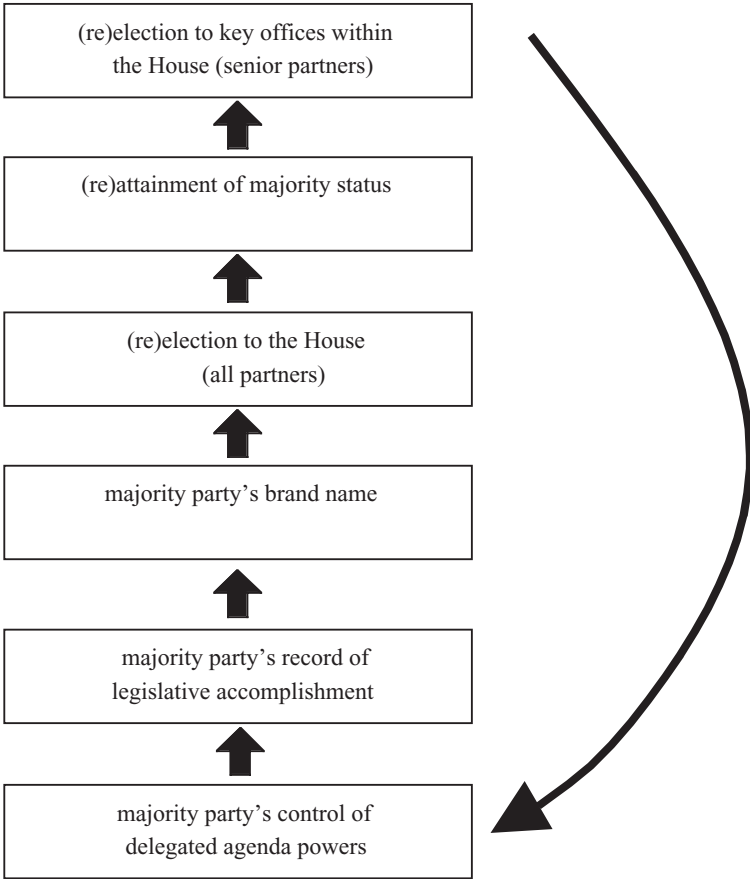 (re)election to key offices within
the House (senior partners)
(re)attainment of majority status
(re)election to the House
(all partners)
majority party’s brand name
majority party’s record of
legislative accomplishment
majority party’s control of
delegated agenda powers